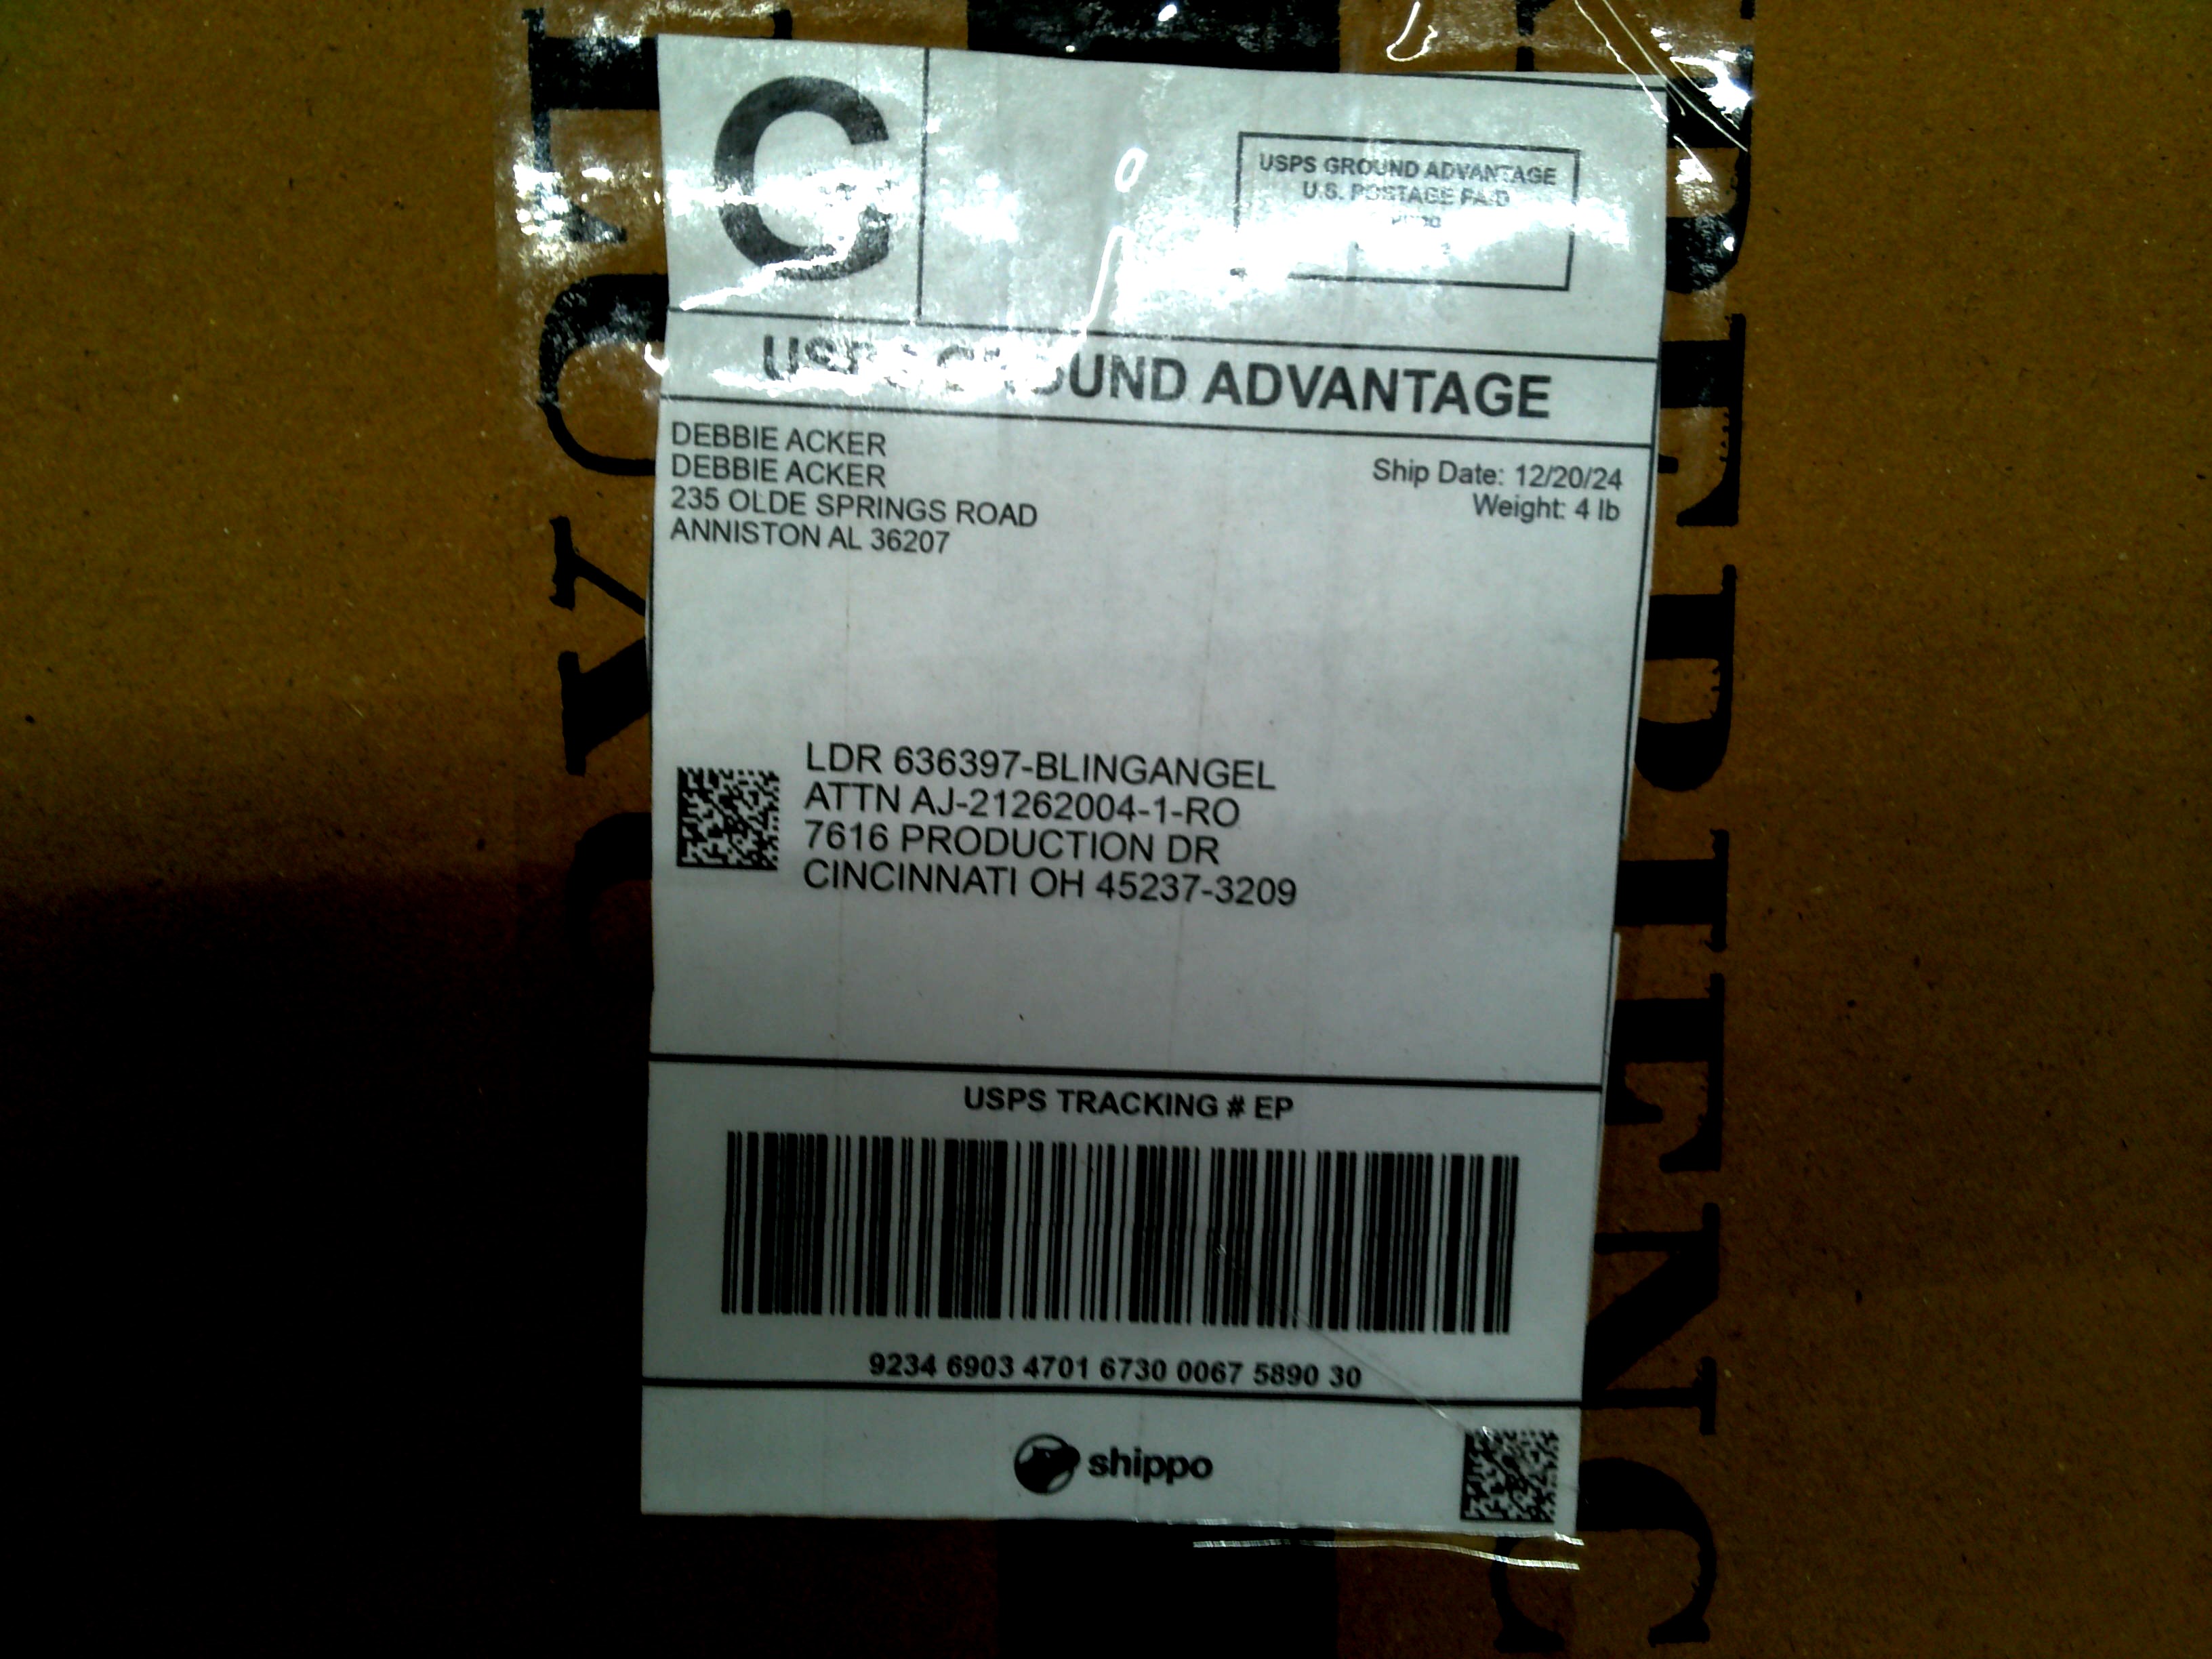 C
USPS GROUND ADVANTAGE
U.S. POSTAGE PAID
USPS GROUND ADVANTAGE
DEBBIE ACKER
DEBBIE ACKER
235 OLDE SPRINGS ROAD
ANNISTON AL 36207
Ship Date: 12/20/24
Weight: 4 lb
LDR 636397-BLINGANGEL
ATTN AJ-21262004-1-RO
7616 PRODUCTION DR
CINCINNATI OH 45237-3209
USPS TRACKING # EP
9234 6903 4701 6730 0067 5890 30
shippo